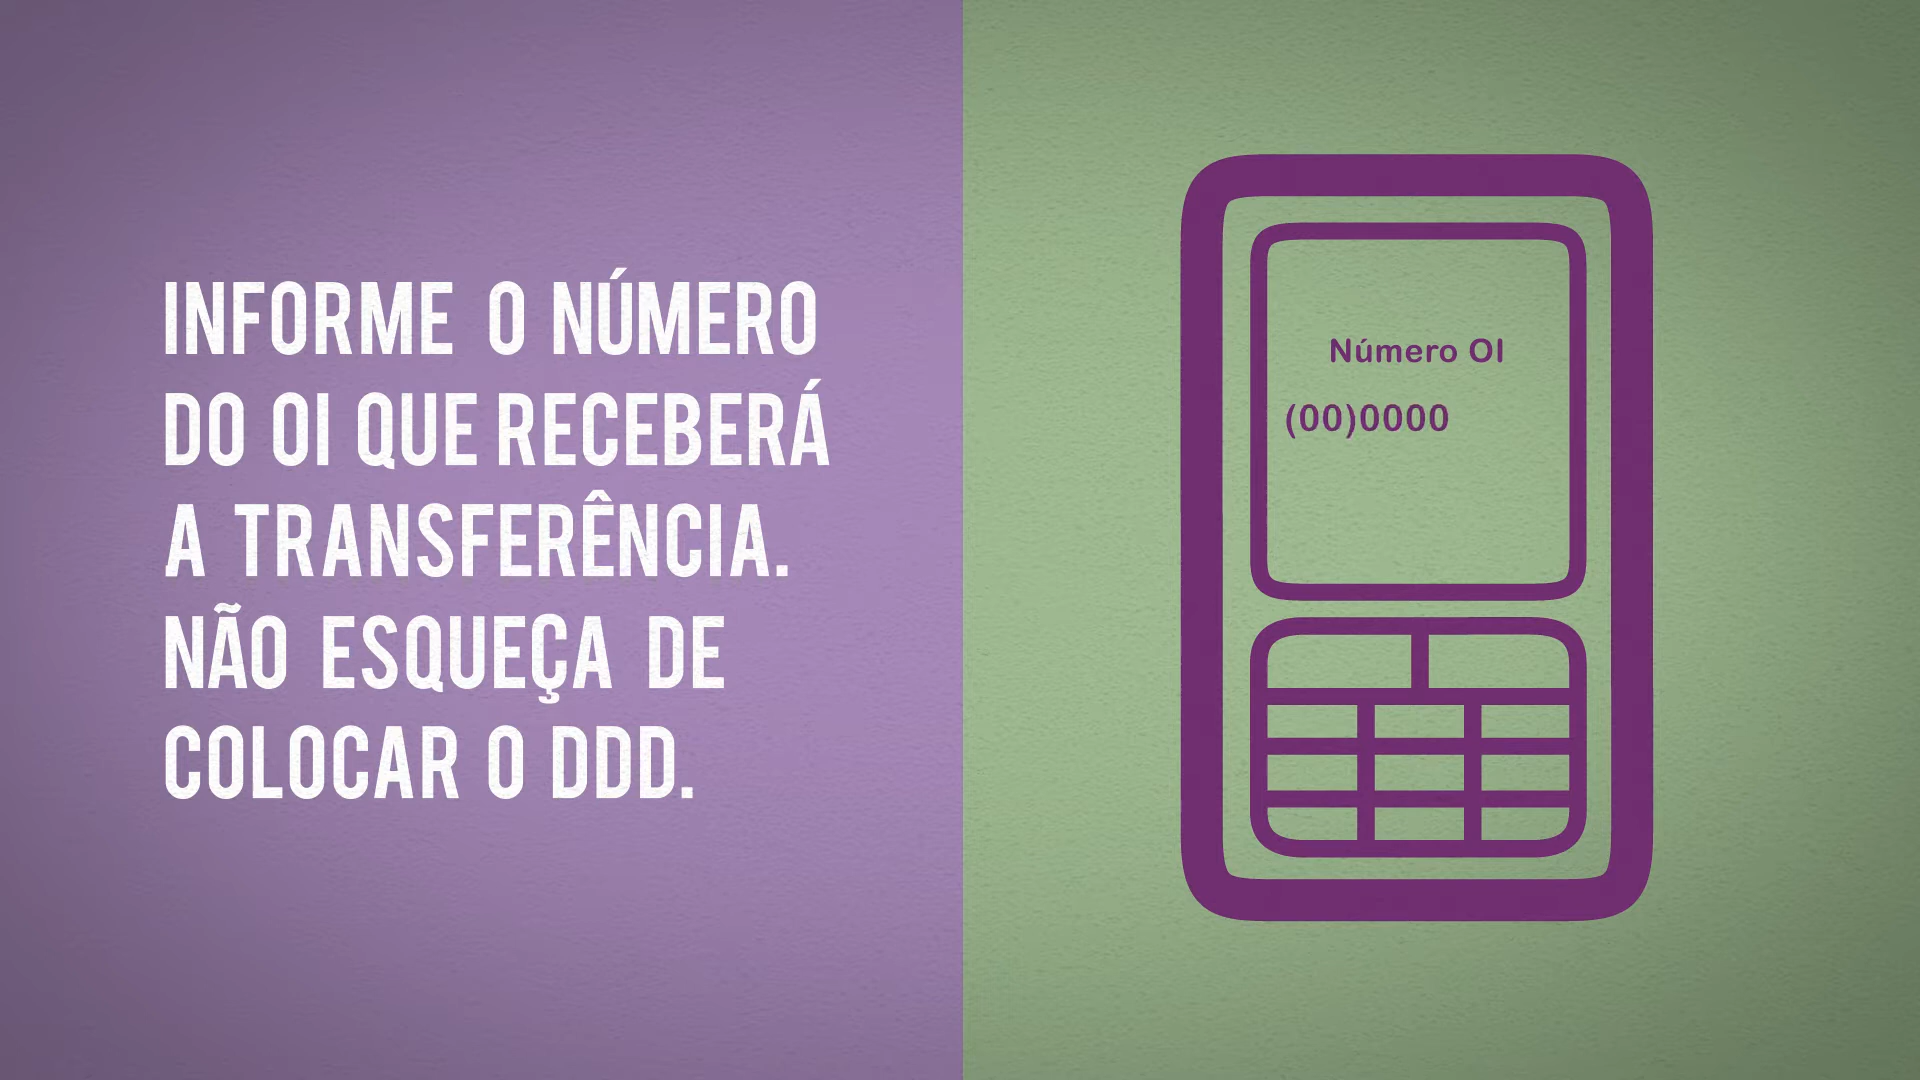 INFORME O NÚMERO
DO OI QUE RECEBERÁ
A TRANSFERÊNCIA.
NÃO ESQUEÇA DE
COLOCAR O DDD.
Número OI
(00)0000